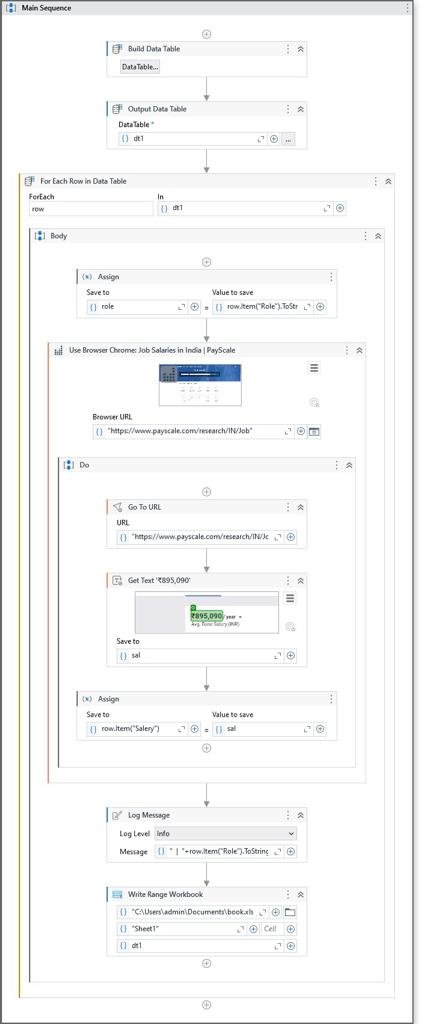 Main Sequence
Build Data Table
DataTable...
Output Data Table
DataTable *
dt1
...
For Each Row in Data Table
ForEach In
row dt1
Body
Assign
Save to Value to save
role = row.Item("Role").ToStr
Use Browser Chrome: Job Salaries in India | PayScale
Browser URL
"https://www.payscale.com/research/IN/Job"
Do
Go To URL
URL
"https://www.payscale.com/research/IN/Jc
Get Text '₹895,090'
₹895,090 / year
Avg. Base Salary (INR)
Save to
sal
Assign
Save to Value to save
row.Item("Salery") = sal
Log Message
Log Level Info
Message " | "+row.Item("Role").ToString
Write Range Workbook
"C:\Users\admin\Documents\book.xls
"Sheet1" Cell
dt1